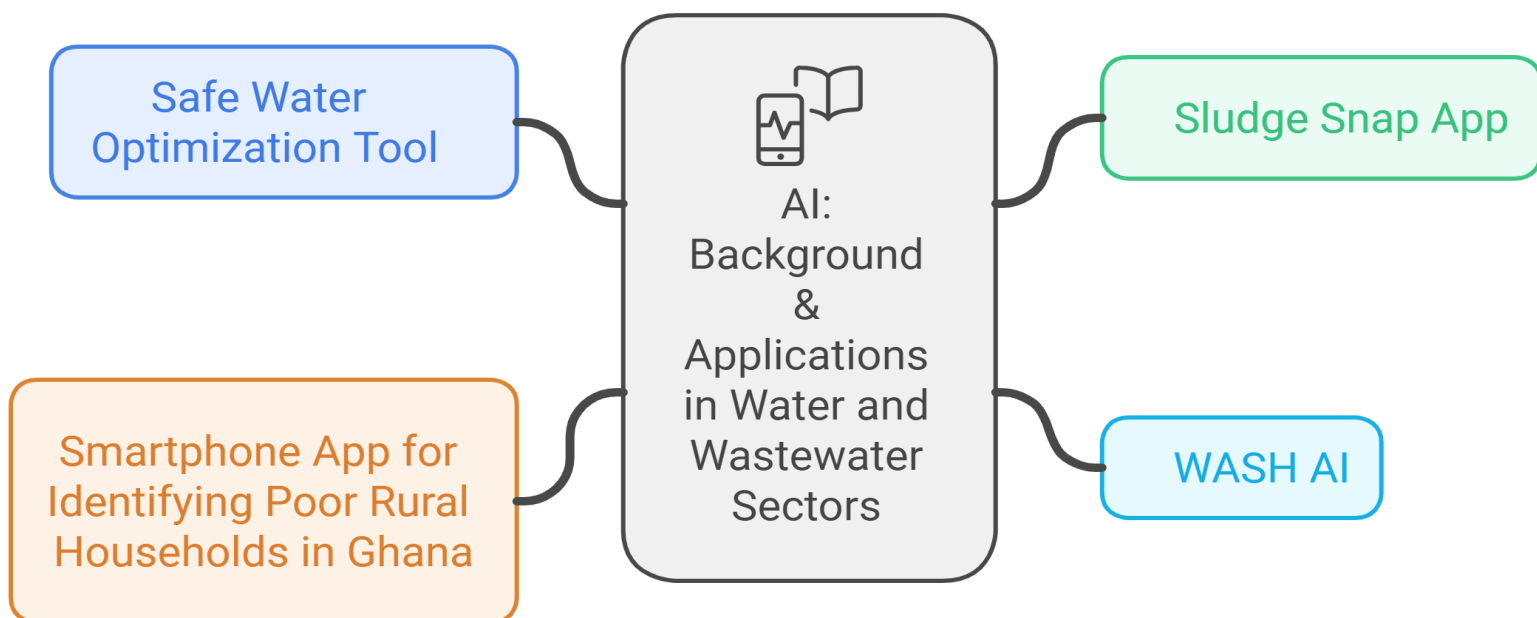 Safe Water
Optimization Tool
Smartphone App for
Identifying Poor Rural
Households in Ghana
AI:
Background
&
Applications
in Water and
Wastewater
Sectors
Sludge Snap App
WASH AI